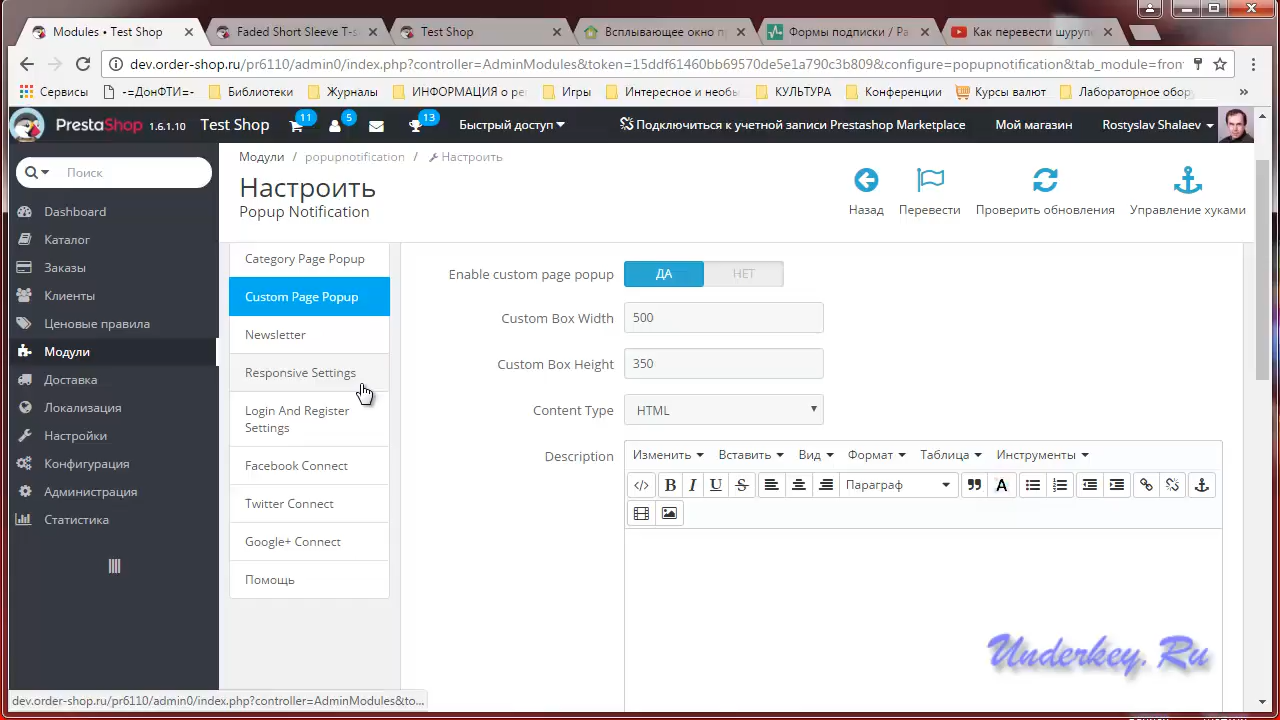 Modules • Test Shop
Faded Short Sleeve T-s
Test Shop
Всплывающее окно п
Формы подписки / Ра
Как перевести шуруп
dev.order-shop.ru/pr6110/admin0/index.php?controller=AdminModules&token=15ddf61460bb69570de5e1a790c3b809&configure=popupnotification&tab_module=front
Сервисы
-=ДонФТИ=-
Библиотеки
Журналы
ИНФОРМАЦИЯ о ре
Игры
Интересное и нео
КУЛЬТУРА
Конференции
Курсы валют
Лабораторное обор
»
PrestaShop 1.6.1.10
Test Shop
11
5
13
Быстрый доступ
Подключиться к учетной записи Prestashop Marketplace
Мой магазин
Rostyslav Shalaev
Поиск
Модули / popupnotification / Настроить
Настроить
Popup Notification
Назад
Перевести
Проверить обновления
Управление хуками
Dashboard
Каталог
Заказы
Клиенты
Ценовые правила
Модули
Доставка
Локализация
Настройки
Конфигурация
Администрация
Статистика
Category Page Popup
Custom Page Popup
Newsletter
Responsive Settings
Login And Register
Settings
Facebook Connect
Twitter Connect
Google+ Connect
Помощь
Enable custom page popup ДА НЕТ
Custom Box Width 500
Custom Box Height 350
Content Type HTML
Description
Изменить Вставить Вид Формат Таблица Инструменты
B I U S Параграф A
Underkey.Ru
dev.order-shop.ru/pr6110/admin0/index.php?controller=AdminModules&to...